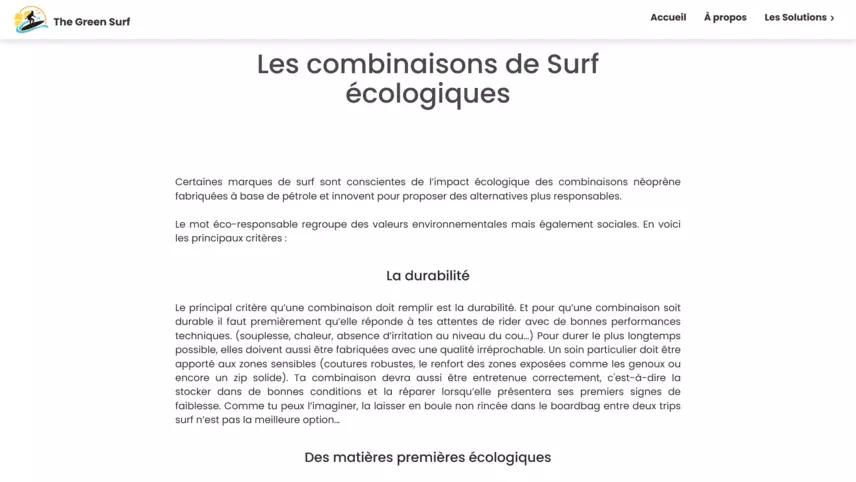 The Green Surf
Accueil À propos Les Solutions ›
Les combinaisons de Surf
écologiques
Certaines marques de surf sont conscientes de l'impact écologique des combinaisons néoprène
fabriquées à base de pétrole et innovent pour proposer des alternatives plus responsables.
Le mot éco-responsable regroupe des valeurs environnementales mais également sociales. En voici
les principaux critères :
La durabilité
Le principal critère qu'une combinaison doit remplir est la durabilité. Et pour qu'une combinaison soit
durable il faut premièrement qu'elle réponde à tes attentes de rider avec de bonnes performances
techniques. (souplesse, chaleur, absence d'irritation au niveau du cou…) Pour durer le plus longtemps
possible, elles doivent aussi être fabriquées avec une qualité irréprochable. Un soin particulier doit être
apporté aux zones sensibles (coutures robustes, le renfort des zones exposées comme les genoux ou
encore un zip solide). Ta combinaison devra aussi être entretenue correctement, c'est-à-dire la
stocker dans de bonnes conditions et la réparer lorsqu'elle présentera ses premiers signes de
faiblesse. Comme tu peux l'imaginer, la laisser en boule non rincée dans le boardbag entre deux trips
surf n'est pas la meilleure option…
Des matières premières écologiques